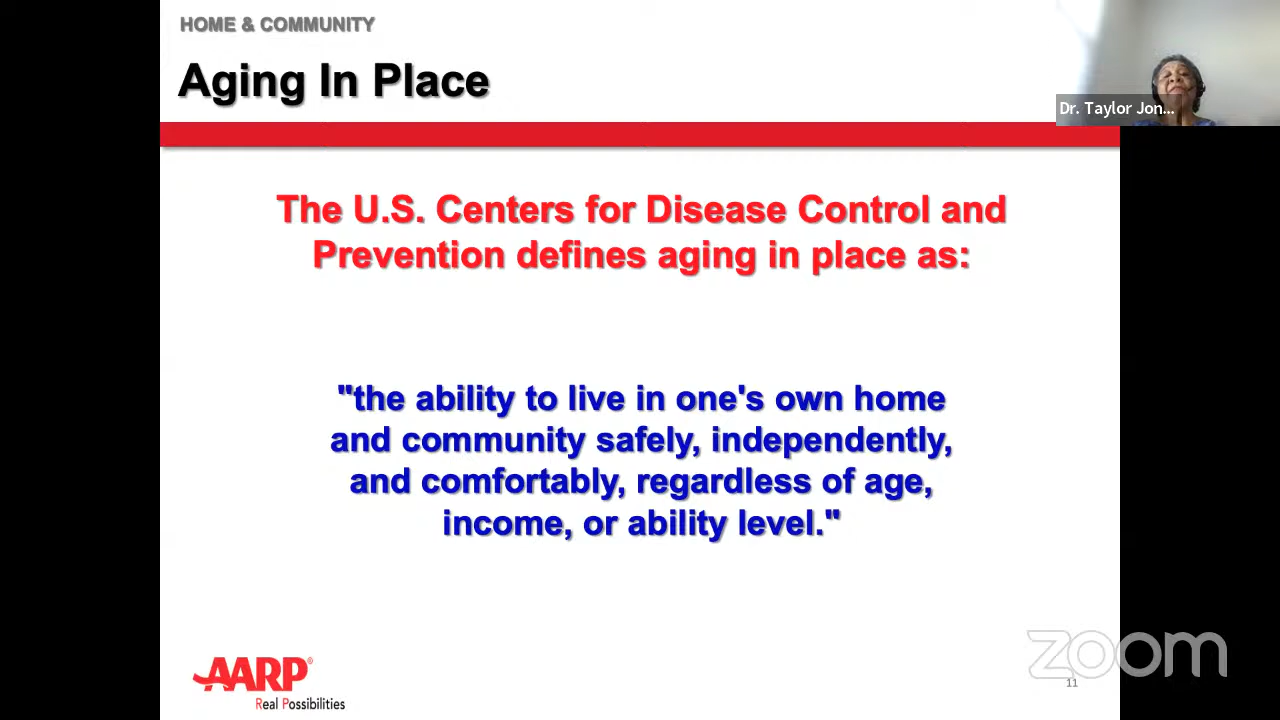 HOME & COMMUNITY
Aging In Place
Dr. Taylor Jon...
The U.S. Centers for Disease Control and
Prevention defines aging in place as:
"the ability to live in one's own home
and community safely, independently,
and comfortably, regardless of age,
income, or ability level."
AARP®
Real Possibilities
zoom
11